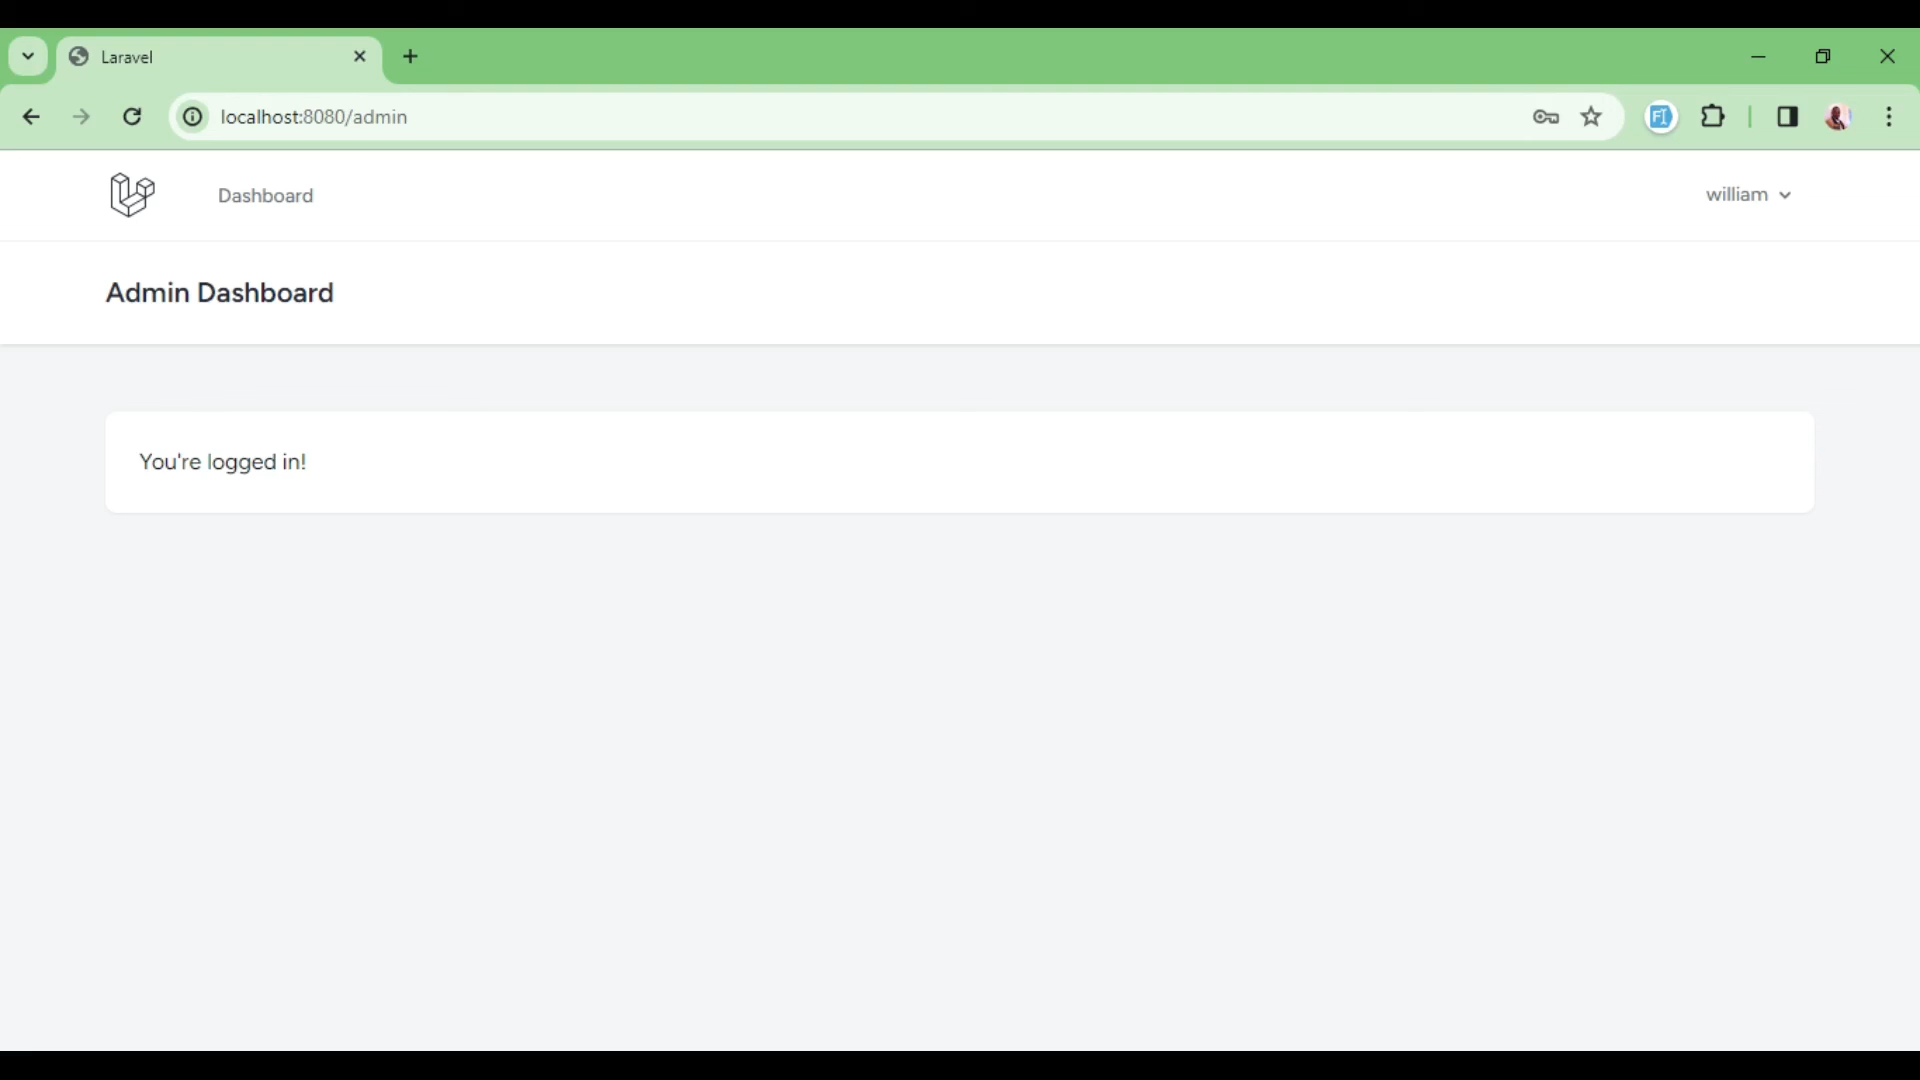 Laravel
localhost:8080/admin
Dashboard
william
Admin Dashboard
You're logged in!